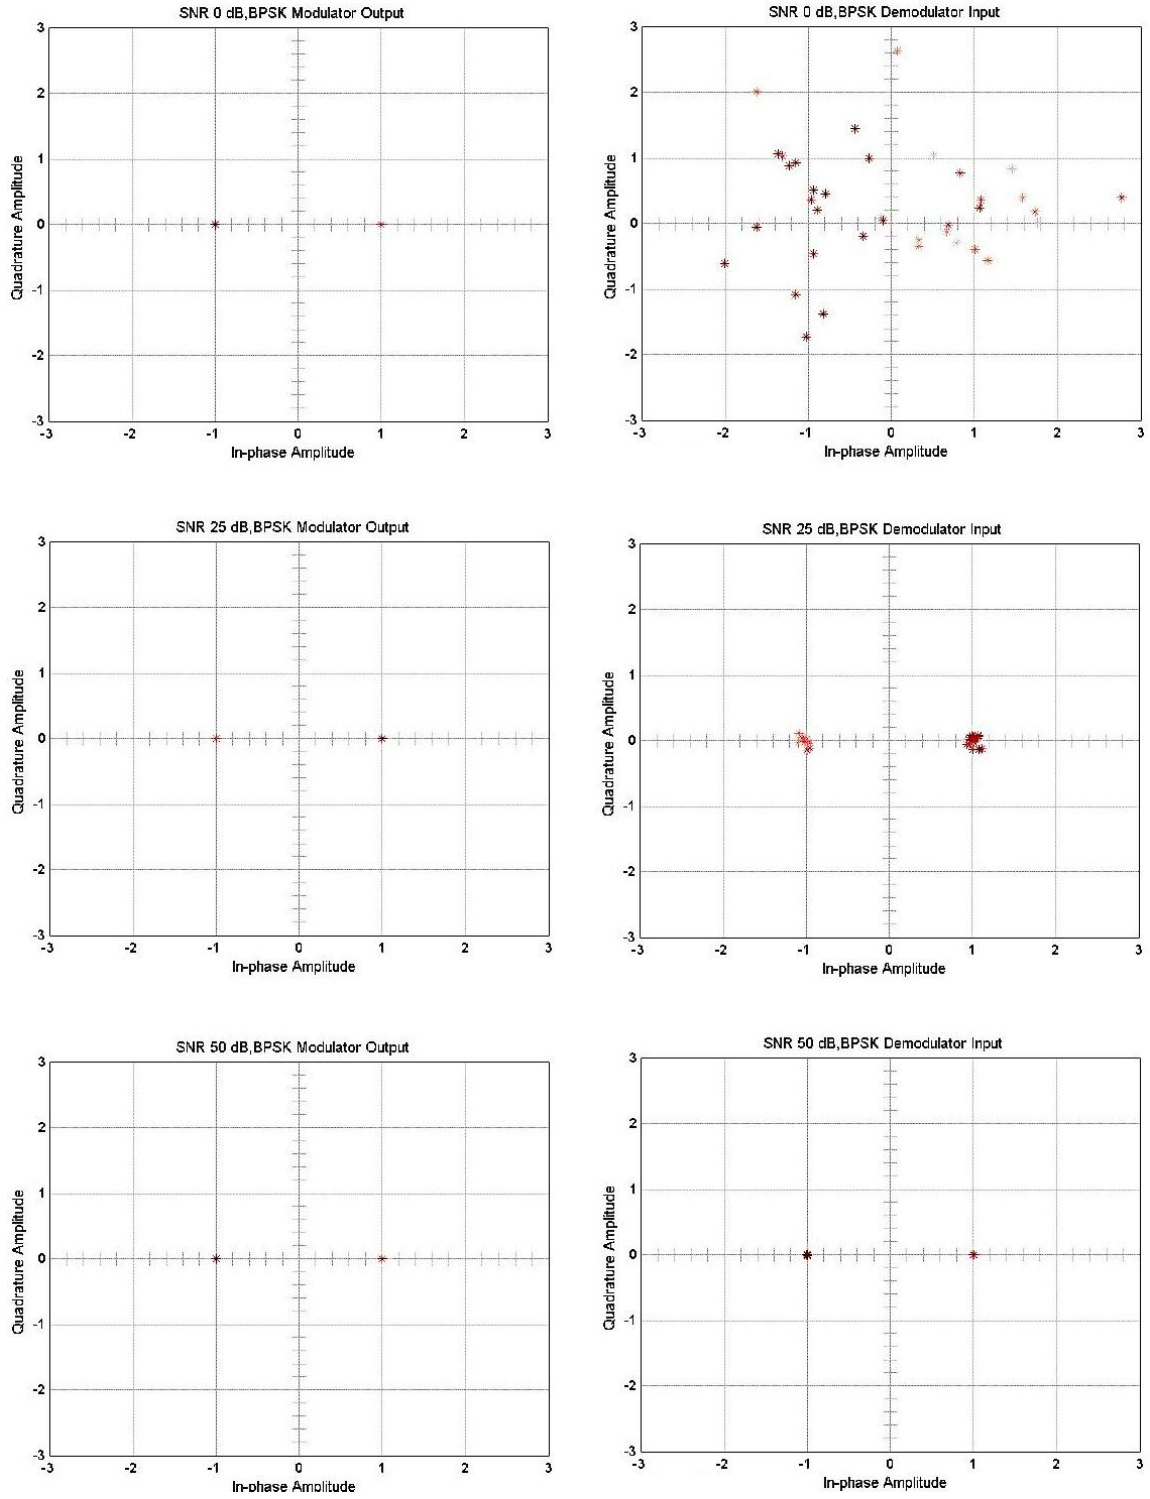 SNR 0 dB,BPSK Modulator Output
3
2
1
0
-1
-2
-3
Quadrature Amplitude
-3 -2 -1 0 1 2 3
In-phase Amplitude
SNR 0 dB,BPSK Demodulator Input
3
2
1
0
-1
-2
-3
Quadrature Amplitude
-3 -2 -1 0 1 2 3
In-phase Amplitude
SNR 25 dB,BPSK Modulator Output
3
2
1
0
-1
-2
-3
Quadrature Amplitude
-3 -2 -1 0 1 2 3
In-phase Amplitude
SNR 25 dB,BPSK Demodulator Input
3
2
1
0
-1
-2
-3
Quadrature Amplitude
-3 -2 -1 0 1 2 3
In-phase Amplitude
SNR 50 dB,BPSK Modulator Output
3
2
1
0
-1
-2
-3
Quadrature Amplitude
-3 -2 -1 0 1 2 3
In-phase Amplitude
SNR 50 dB,BPSK Demodulator Input
3
2
1
0
-1
-2
-3
Quadrature Amplitude
-3 -2 -1 0 1 2 3
In-phase Amplitude